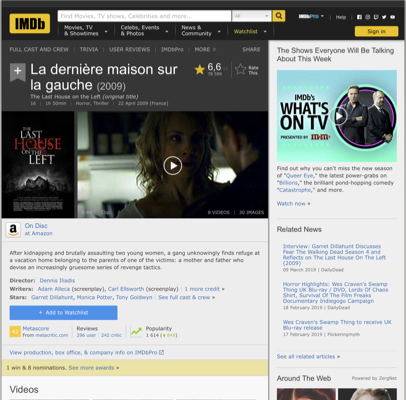 IMDb
Find Movies, TV shows, Celebrities and more...
All
IMDbPro
Help
Movies, TV
& Showtimes
Celebs, Events
& Photos
News &
Community
Watchlist
Sign in
FULL CAST AND CREW | TRIVIA | USER REVIEWS | IMDbPro | MORE
SHARE
La dernière maison sur
la gauche (2009)
The Last House on the Left (original title)
16 | 1h 50min | Horror, Thriller | 22 April 2009 (France)
6,6
Rate
This
THE
LAST
HOUSE
ON THE
LEFT
8 VIDEOS | 30 IMAGES
On Disc
at Amazon
After kidnapping and brutally assaulting two young women, a gang unknowingly finds refuge at
a vacation home belonging to the parents of one of the victims: a mother and father who
devise an increasingly gruesome series of revenge tactics.
Director: Dennis Iliadis
Writers: Adam Alleca (screenplay), Carl Ellsworth (screenplay) | 1 more credit »
Stars: Garret Dillahunt, Monica Potter, Tony Goldwyn | See full cast & crew »
+ Add to Watchlist
Metascore
From metacritic.com
Reviews
296 user | 242 critic
Popularity
View production, box office, & company info on IMDbPro
1 win & 8 nominations. See more awards »
Videos
The Shows Everyone Will Be Talking
About This Week
IMDb's
WHAT'S
ON TV
PRESENTED BY
Find out why you can't miss the new season
of "Queer Eye," the latest power-grabs on
"Billions," the brilliant pond-hopping comedy
"Catastrophe," and more.
Watch now »
Related News
Interview: Garret Dillahunt Discusses
Fear The Walking Dead Season 4 and
Reflects on The Last House On The Left
(2009)
09 March 2019 | DailyDead
Horror Highlights: Wes Craven's Swamp
Thing UK Blu-ray / DVD, Lords Of Chaos
Shirt, Survival Of The Film Freaks
Documentary Indiegogo Campaign
18 February 2019 | DailyDead
Wes Craven's Swamp Thing to receive UK
Blu-ray release
17 February 2019 | Flickeringmyth
See all related articles »
Around The Web
Powered by ZergNet